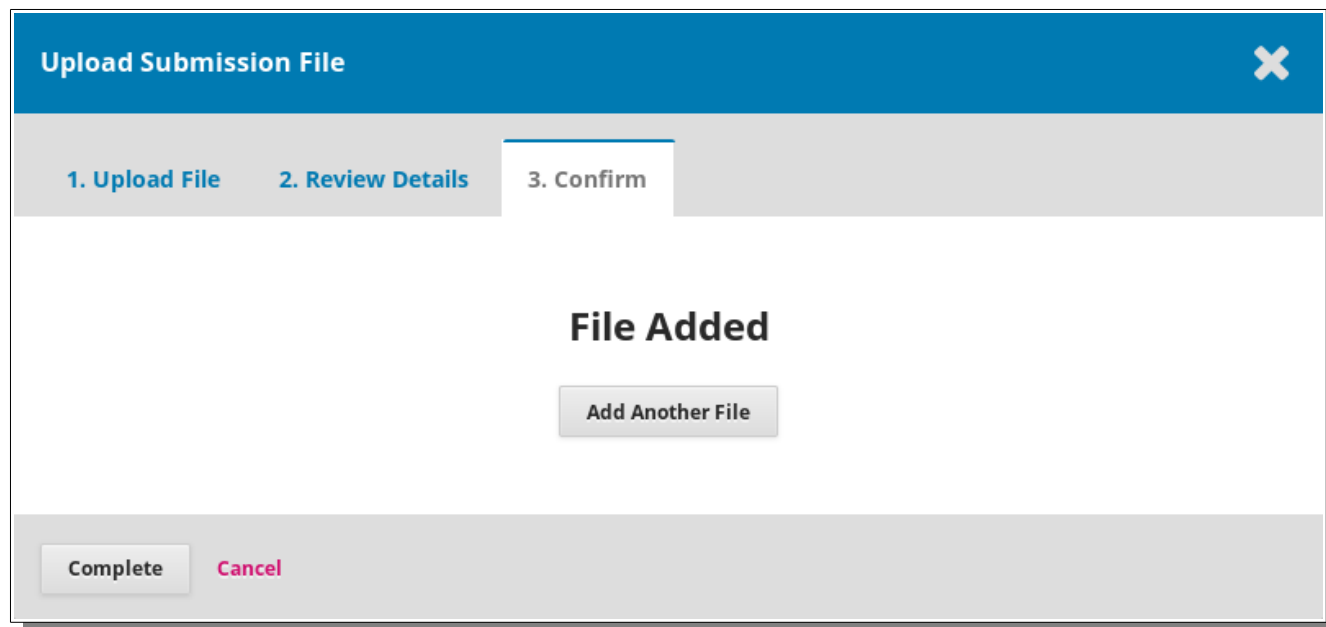 Upload Submission File
1. Upload File 2. Review Details 3. Confirm
File Added
Add Another File
Complete Cancel